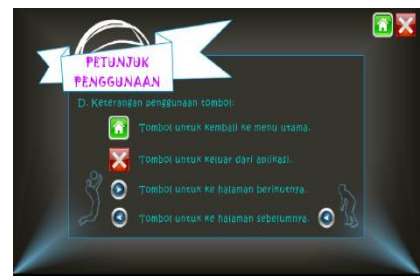 PETUNJUK
PENGGUNAAN
D. Keterangan penggunaan tombol:
Tombol untuk kembali ke menu utama.
Tombol untuk keluar dari aplikasi.
Tombol untuk ke halaman berikutnya.
Tombol untuk ke halaman sebelumnya.